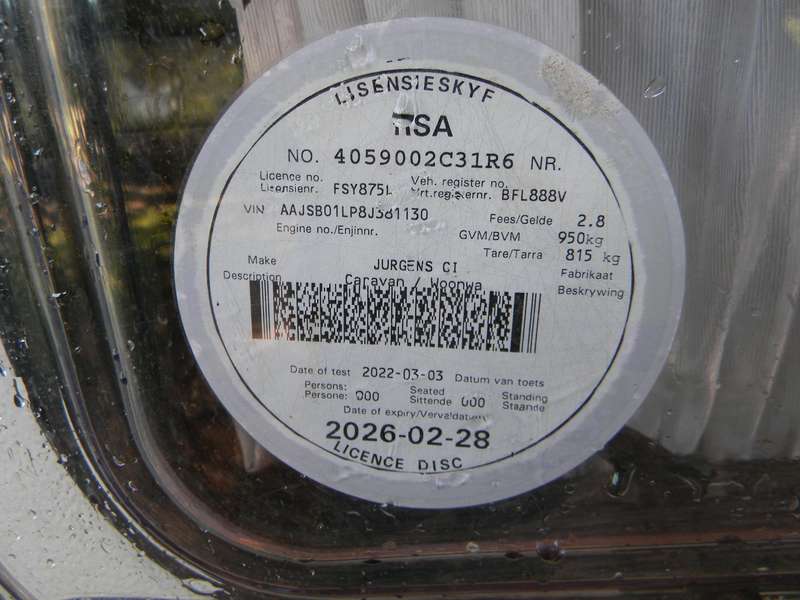 LISENSIESKYF
RSA
NO. 4059002C31R6 NR.
Licence no. Veh. register no.
Lisensienr. FSY875L Mrt.registernr. BFL888V
VIN AAJSB01LP8J381130 Fees/Gelde 2.8
Engine no./Enjinnr. GVM/BVM 950kg
Tare/Tarra 815 kg
Make JURGENS CI Fabrikaat
Description Caravan / Woonwa Beskrywing
Date of test 2022-03-03 Datum van toets
Persons: Seated Standing
Persone: 000 Sittende 000 Staande
Date of expiry/Vervaldatum
2026-02-28
LICENCE DISC